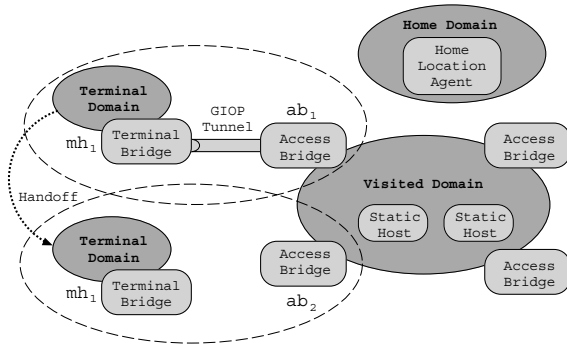 Home Domain
Home
Location
Agent
Terminal
Domain
GIOP
Tunnel
ab1
mh1
Terminal
Bridge
Access
Bridge
Access
Bridge
Visited Domain
Handoff
Static
Host
Static
Host
Terminal
Domain
Access
Bridge
Access
Bridge
mh1
Terminal
Bridge
ab2